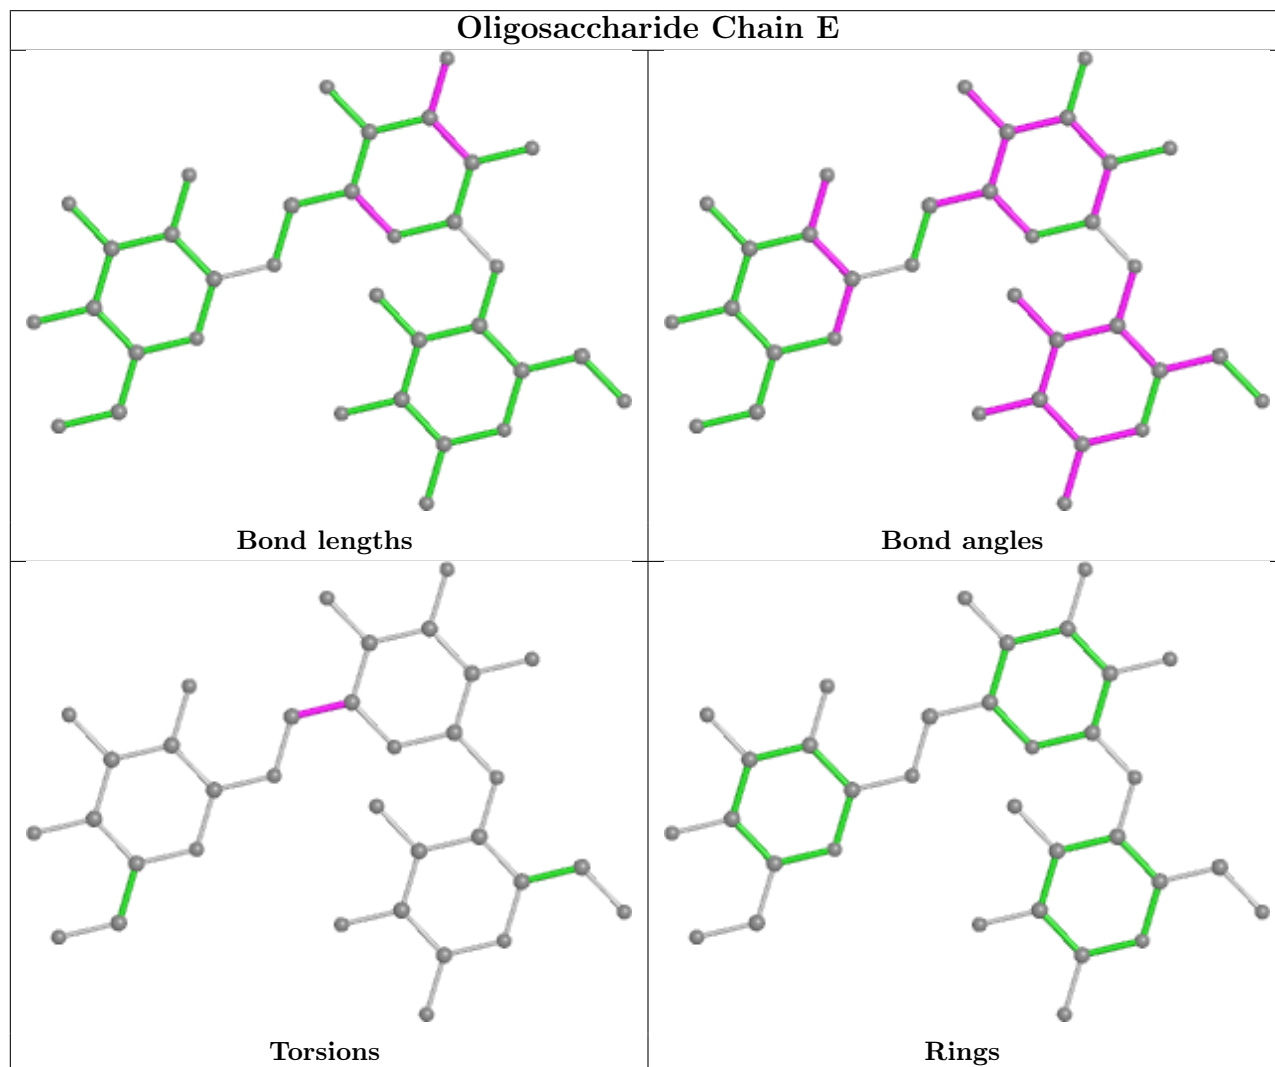 Oligosaccharide Chain E
Bond lengths
Bond angles
Torsions
Rings